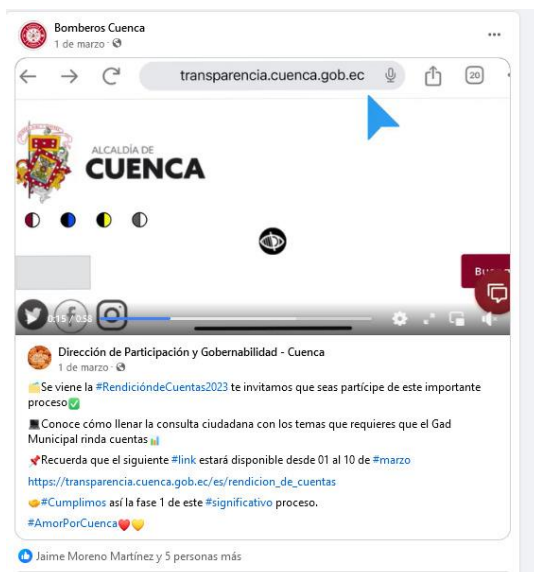 Bomberos Cuenca
1 de marzo ·
transparencia.cuenca.gob.ec
20
ALCALDÍA DE
CUENCA
0:15 / 0:58
Dirección de Participación y Gobernabilidad - Cuenca
1 de marzo ·
Se viene la #RendicióndeCuentas2023 te invitamos que seas partícipe de este importante
proceso✅
Conoce cómo llenar la consulta ciudadana con los temas que requieres que el Gad
Municipal rinda cuentas
Recuerda que el siguiente #link estará disponible desde 01 al 10 de #marzo
https://transparencia.cuenca.gob.ec/es/rendicion_de_cuentas
#Cumplimos así la fase 1 de este #significativo proceso.
#AmorPorCuenca❤️💛
Jaime Moreno Martínez y 5 personas más